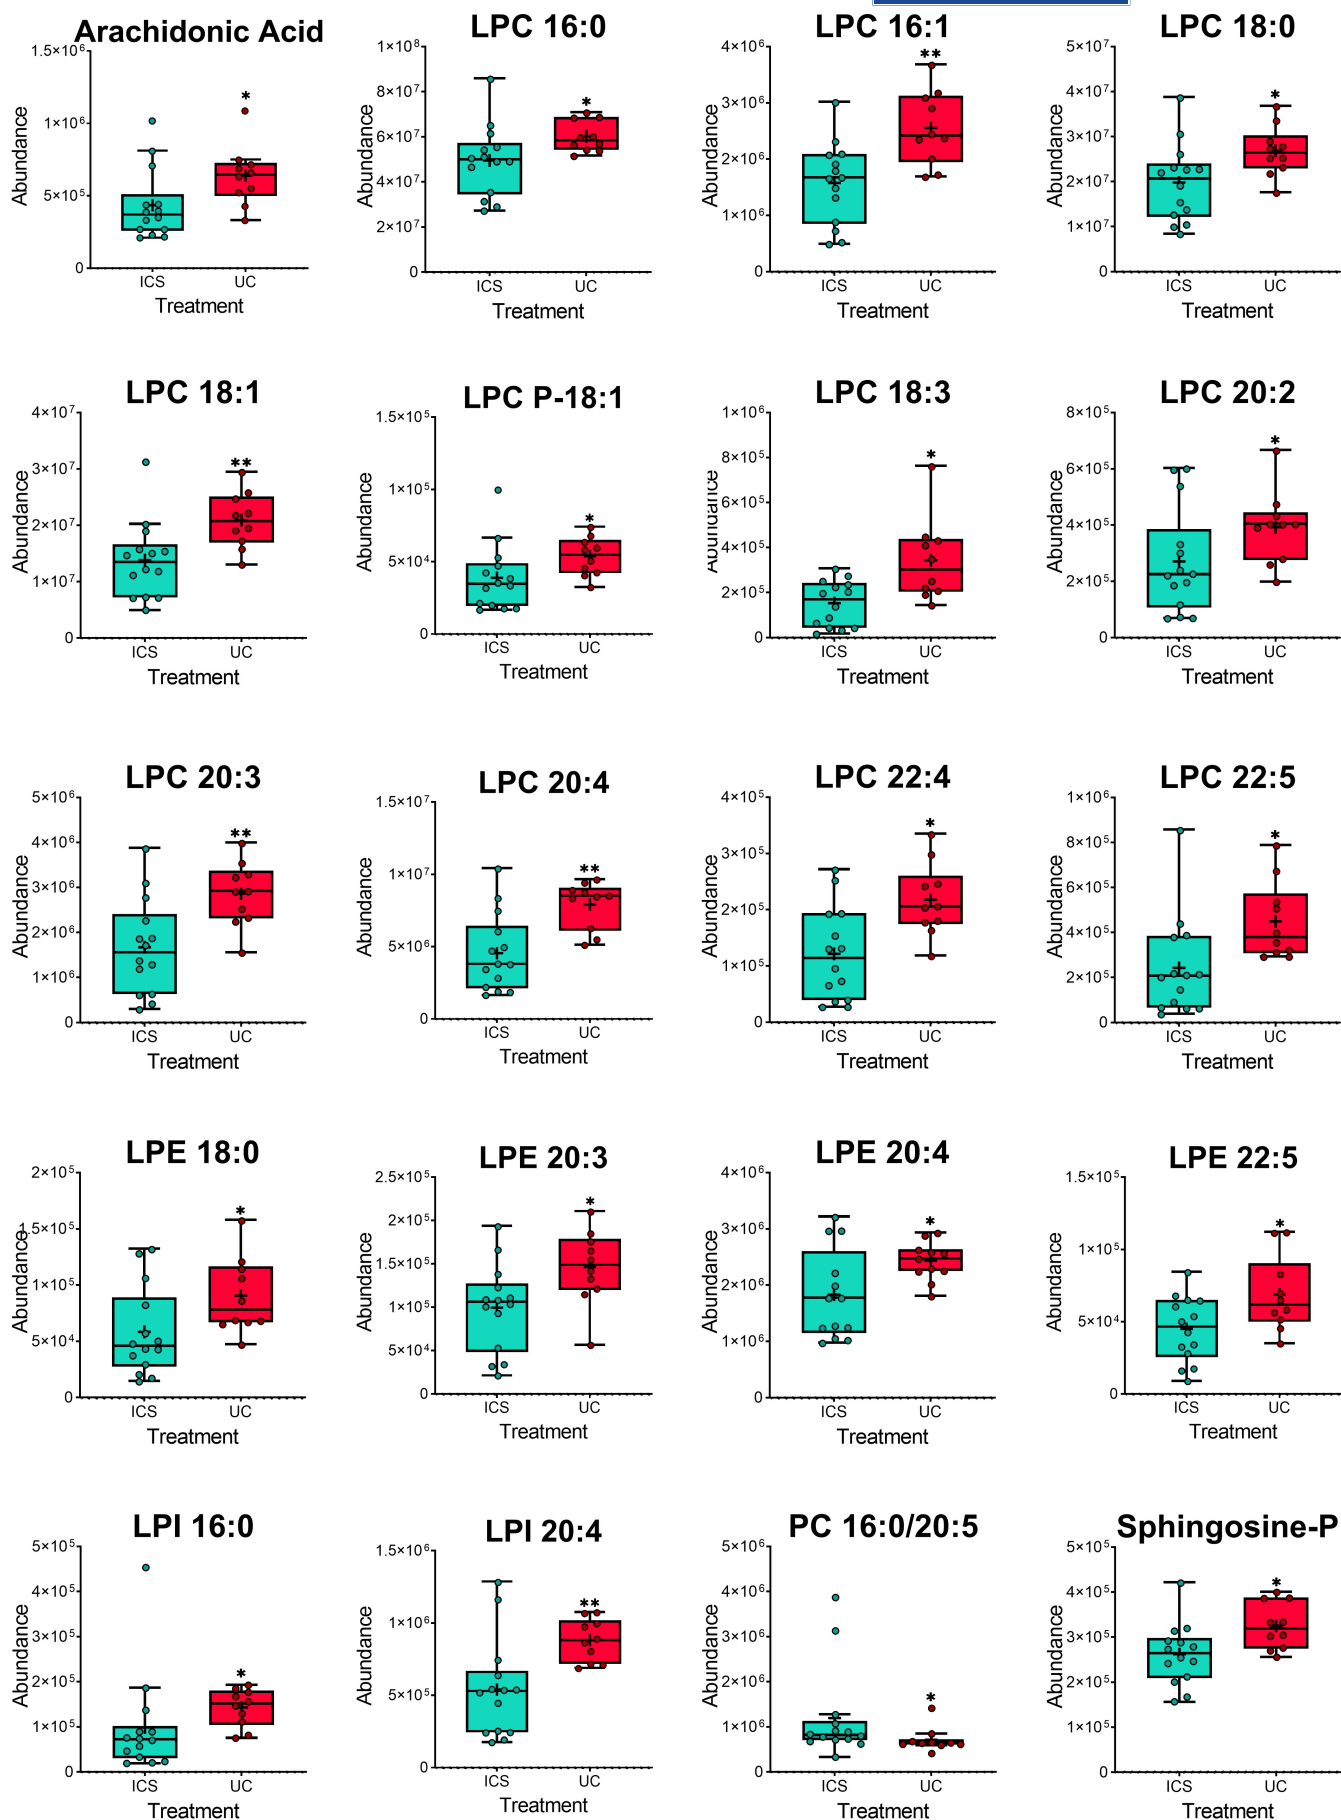 Arachidonic Acid
Abundance
1.5×10⁶
1×10⁶
5×10⁵
0
*
ICS UC
Treatment
LPC 16:0
Abundance
1×10⁸
8×10⁷
6×10⁷
4×10⁷
2×10⁷
0
*
ICS UC
Treatment
LPC 16:1
Abundance
4×10⁶
3×10⁶
2×10⁶
1×10⁶
0
**
ICS UC
Treatment
LPC 18:0
Abundance
5×10⁷
4×10⁷
3×10⁷
2×10⁷
1×10⁷
0
*
ICS UC
Treatment
LPC 18:1
Abundance
4×10⁷
3×10⁷
2×10⁷
1×10⁷
0
**
ICS UC
Treatment
LPC P-18:1
Abundance
1.5×10⁵
1×10⁵
5×10⁴
0
*
ICS UC
Treatment
LPC 18:3
Abundance
1×10⁶
8×10⁵
6×10⁵
4×10⁵
2×10⁵
0
*
ICS UC
Treatment
LPC 20:2
Abundance
8×10⁵
6×10⁵
4×10⁵
2×10⁵
0
*
ICS UC
Treatment
LPC 20:3
Abundance
5×10⁶
4×10⁶
3×10⁶
2×10⁶
1×10⁶
0
**
ICS UC
Treatment
LPC 20:4
Abundance
1.5×10⁷
1×10⁷
5×10⁶
0
**
ICS UC
Treatment
LPC 22:4
Abundance
4×10⁵
3×10⁵
2×10⁵
1×10⁵
0
*
ICS UC
Treatment
LPC 22:5
Abundance
1×10⁶
8×10⁵
6×10⁵
4×10⁵
2×10⁵
0
*
ICS UC
Treatment
LPE 18:0
Abundance
2×10⁵
1.5×10⁵
1×10⁵
5×10⁴
0
*
ICS UC
Treatment
LPE 20:3
Abundance
2.5×10⁵
2×10⁵
1.5×10⁵
1×10⁵
5×10⁴
0
*
ICS UC
Treatment
LPE 20:4
Abundance
4×10⁶
3×10⁶
2×10⁶
1×10⁶
0
*
ICS UC
Treatment
LPE 22:5
Abundance
1.5×10⁵
1×10⁵
5×10⁴
0
*
ICS UC
Treatment
LPI 16:0
Abundance
5×10⁵
4×10⁵
3×10⁵
2×10⁵
1×10⁵
0
*
ICS UC
Treatment
LPI 20:4
Abundance
1.5×10⁶
1×10⁶
5×10⁵
0
**
ICS UC
Treatment
PC 16:0/20:5
Abundance
5×10⁶
4×10⁶
3×10⁶
2×10⁶
1×10⁶
0
*
ICS UC
Treatment
Sphingosine-P
Abundance
5×10⁵
4×10⁵
3×10⁵
2×10⁵
1×10⁵
0
*
ICS UC
Treatment